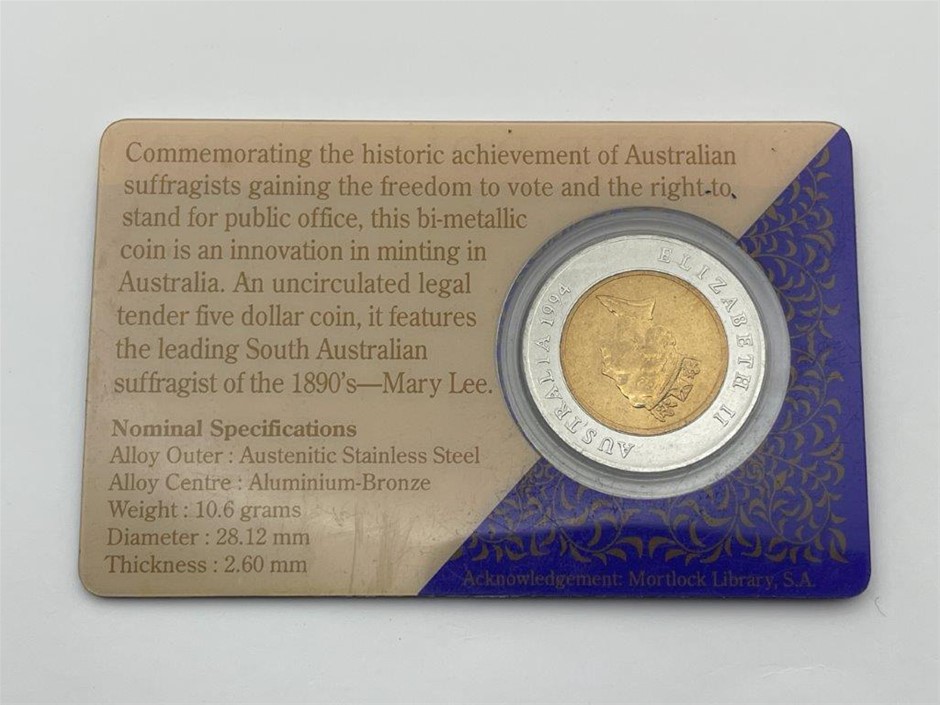 Commemorating the historic achievement of Australian
suffragists gaining the freedom to vote and the right to
stand for public office, this bi-metallic
coin is an innovation in minting in
Australia. An uncirculated legal
tender five dollar coin, it features
the leading South Australian
suffragist of the 1890's—Mary Lee.
Nominal Specifications
Alloy Outer : Austenitic Stainless Steel
Alloy Centre : Aluminium-Bronze
Weight : 10.6 grams
Diameter : 28.12 mm
Thickness : 2.60 mm
ELIZABETH II
AUSTRALIA 1994
Acknowledgement: Mortlock Library, S.A.